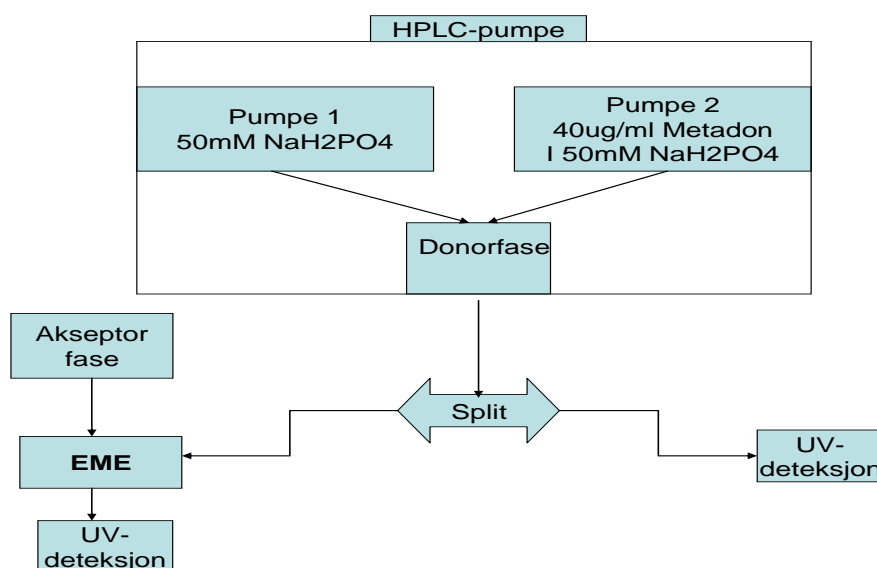 HPLC-pumpe
Pumpe 1
50mM NaH2PO4
Pumpe 2
40ug/ml Metadon
I 50mM NaH2PO4
Donorfase
Akseptor
fase
Split
EME
UV-
deteksjon
UV-
deteksjon